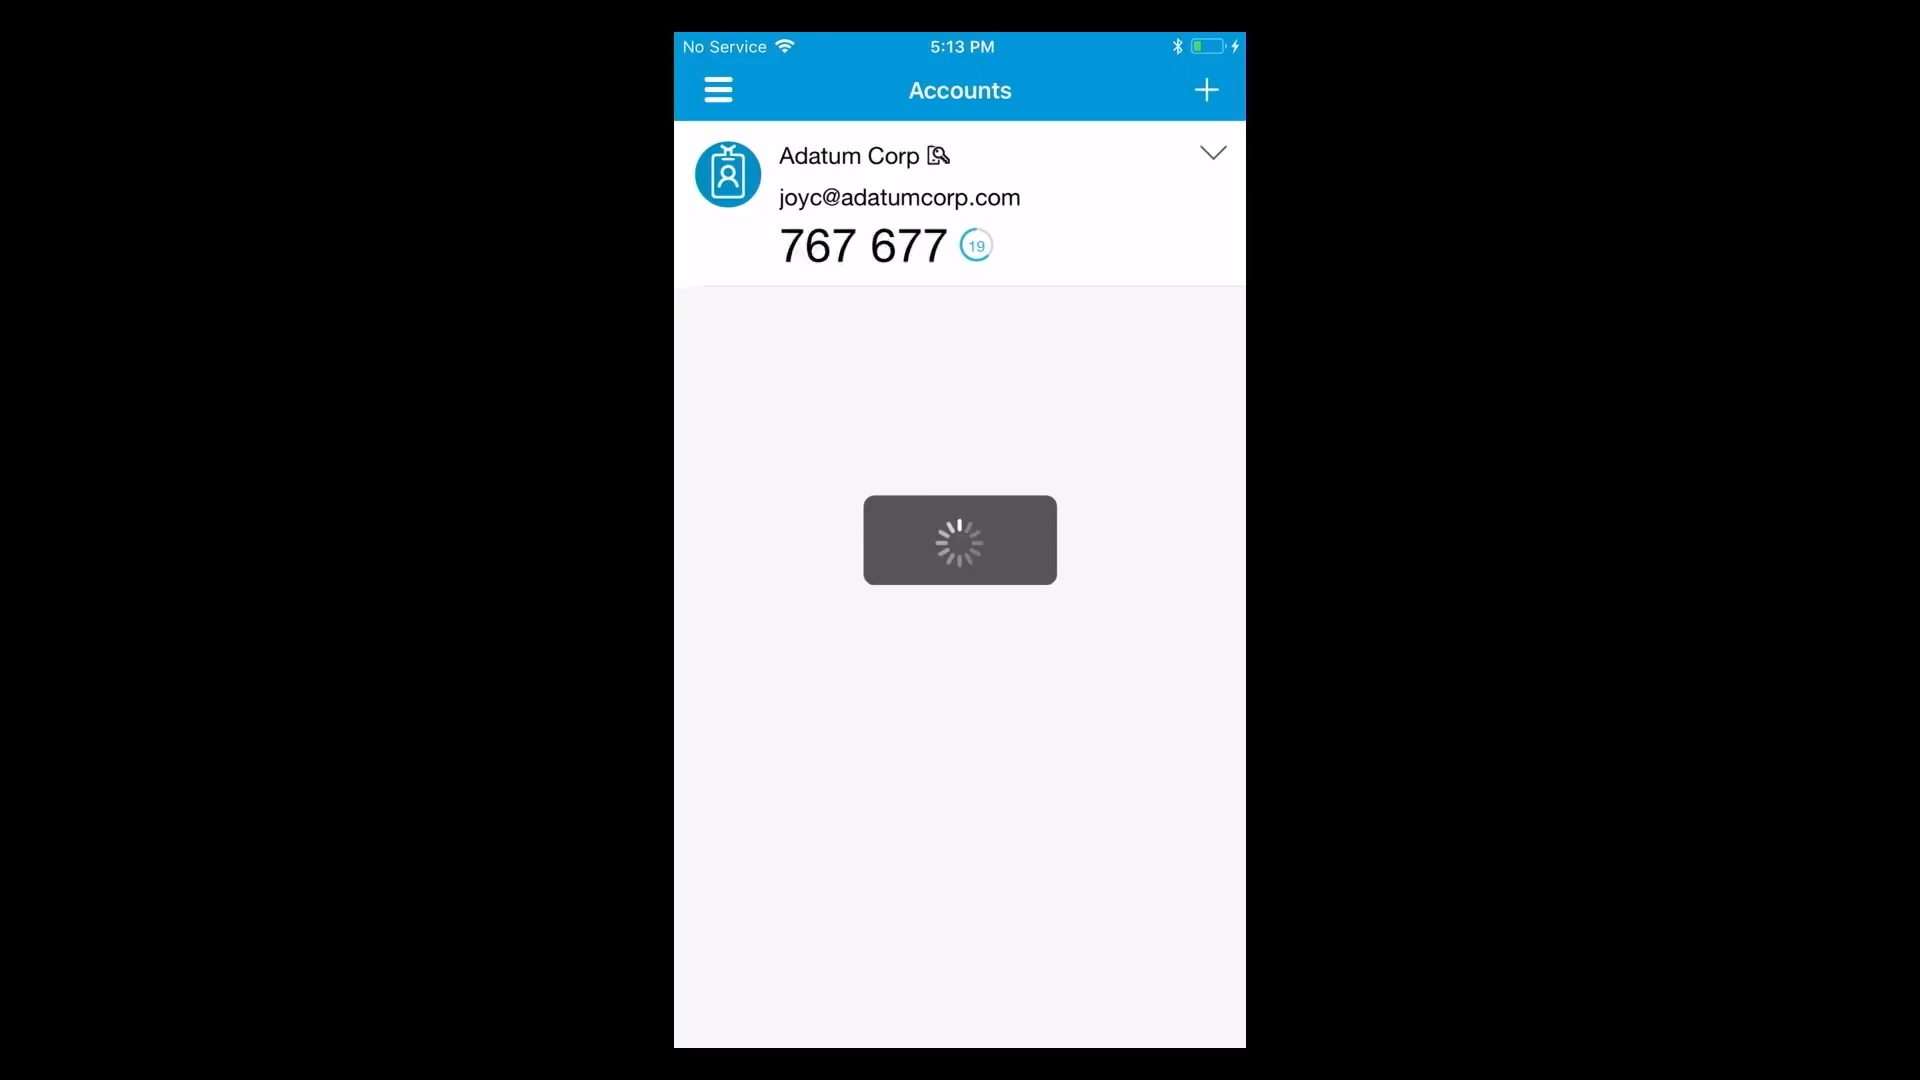 No Service 5:13 PM
Accounts
Adatum Corp
joyc@adatumcorp.com
767 677 19